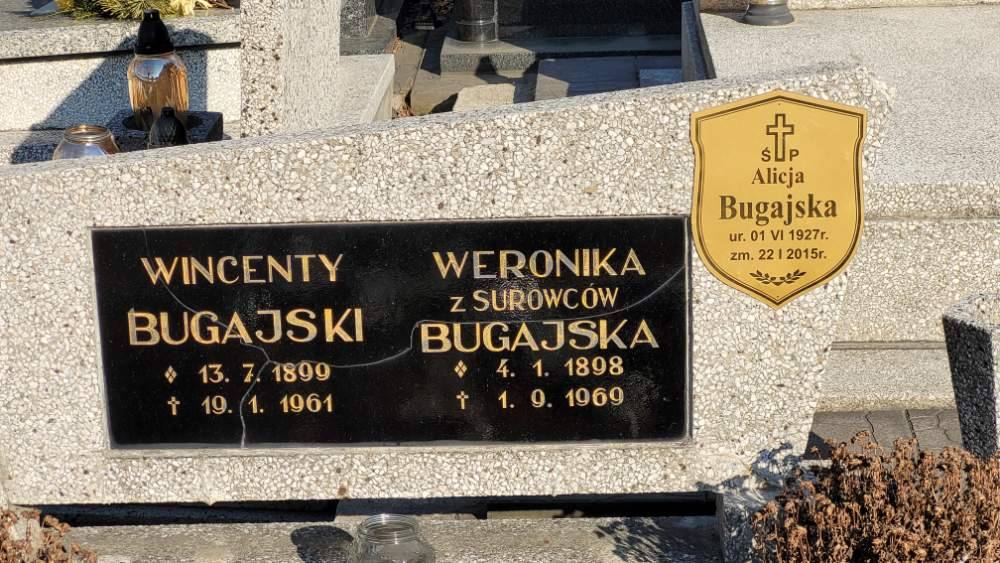 WINCENTY
BUGAJSKI
13. 7. 1899
† 19. 1. 1961
WERONIKA
z SUROWCÓW
BUGAJSKA
4. 1. 1898
† 1. 9. 1969
Ś P
Alicja
Bugajska
ur. 01 VI 1927r.
zm. 22 I 2015r.